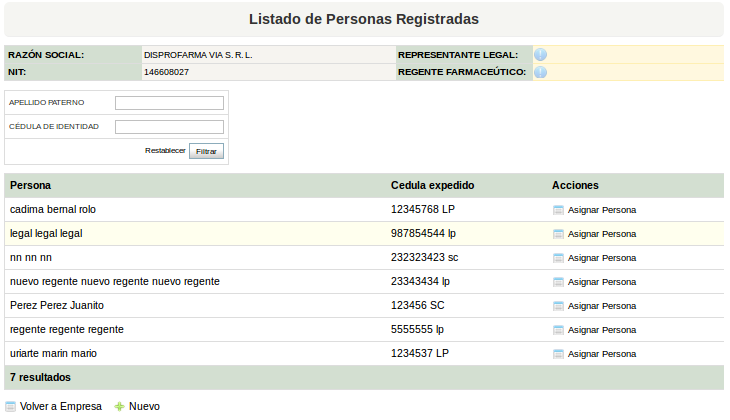 Listado de Personas Registradas
RAZÓN SOCIAL: DISPROFARMA VIA S. R. L. REPRESENTANTE LEGAL:
NIT: 146608027 REGENTE FARMACEÚTICO:
APELLIDO PATERNO
CÉDULA DE IDENTIDAD
Restablecer Filtrar
Persona Cedula expedido Acciones
cadima bernal rolo 12345768 LP Asignar Persona
legal legal legal 987854544 lp Asignar Persona
nn nn nn 232323423 sc Asignar Persona
nuevo regente nuevo regente nuevo regente 23343434 lp Asignar Persona
Perez Perez Juanito 123456 SC Asignar Persona
regente regente regente 5555555 lp Asignar Persona
uriarte marin mario 1234537 LP Asignar Persona
7 resultados
Volver a Empresa Nuevo